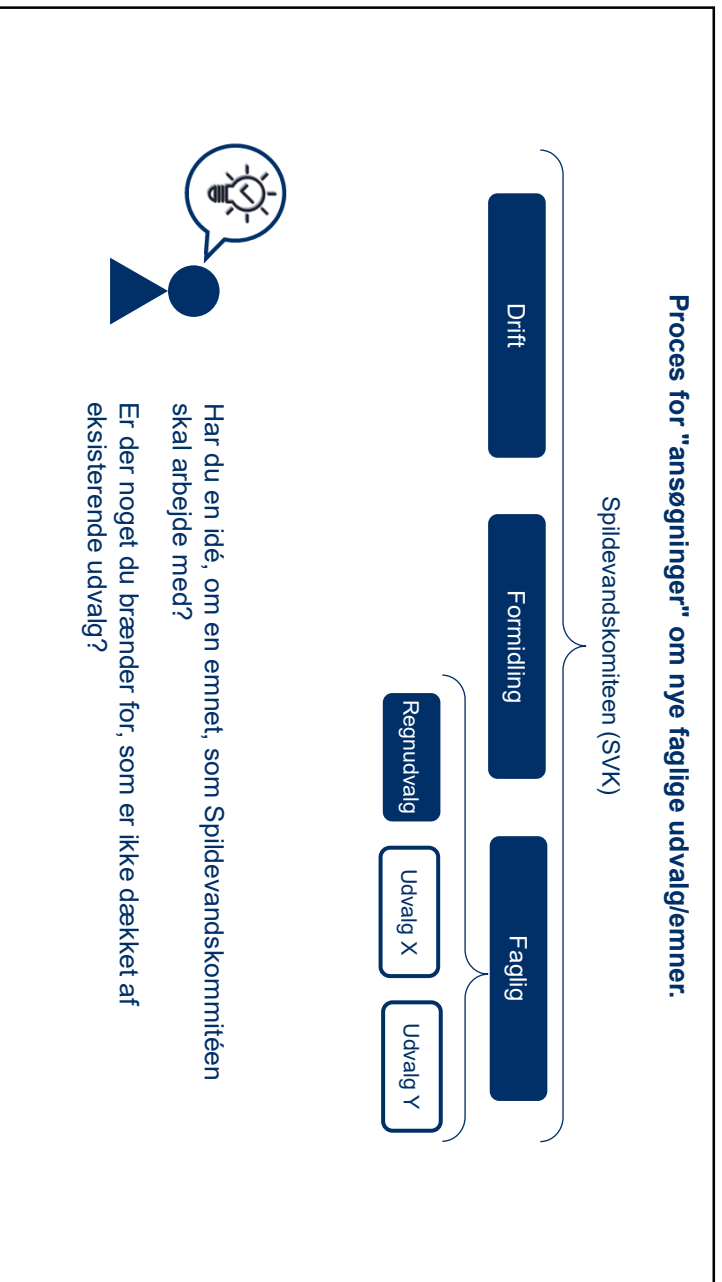 Proces for "ansøgninger" om nye faglige udvalg/emner.
Spildevandskomiteen (SVK)
Drift
Formidling
Faglig
Regnudvalg
Udvalg X
Udvalg Y
Har du en idé, om en emnet, som Spildevandskommitéen
skal arbejde med?
Er der noget du brænder for, som er ikke dækket af
eksisterende udvalg?